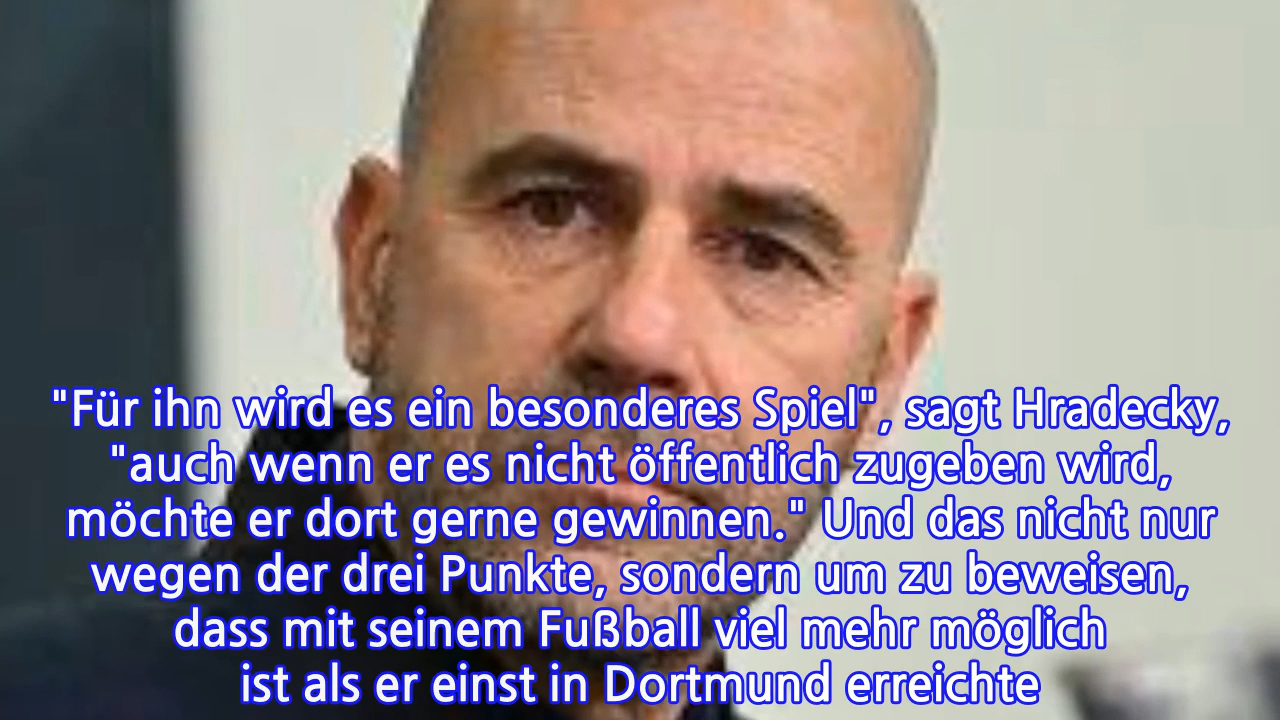 "Für ihn wird es ein besonderes Spiel", sagt Hradecky,
"auch wenn er es nicht öffentlich zugeben wird,
möchte er dort gerne gewinnen." Und das nicht nur
wegen der drei Punkte, sondern um zu beweisen,
dass mit seinem Fußball viel mehr möglich
ist als er einst in Dortmund erreichte